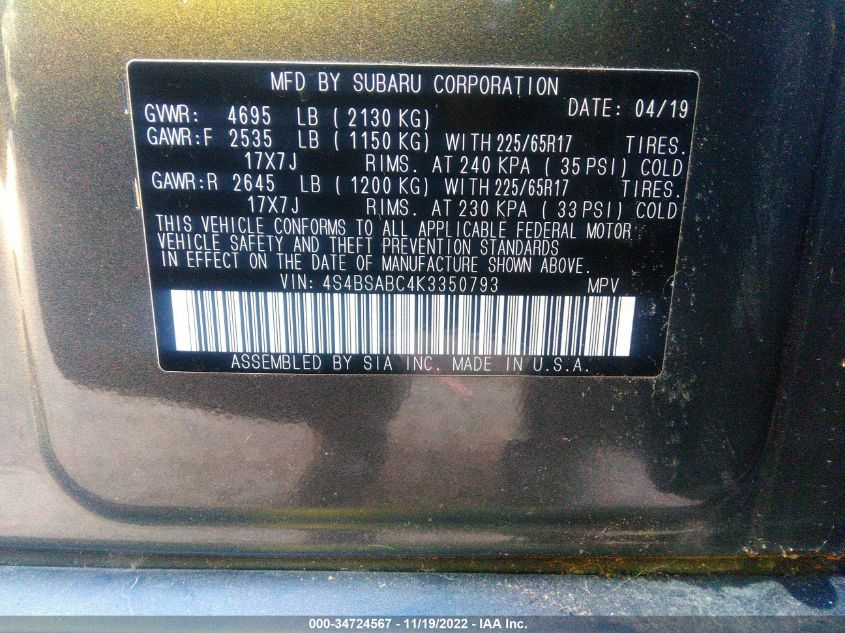 MFD BY SUBARU CORPORATION
DATE: 04/19
GVWR: 4695 LB (2130 KG)
GAWR:F 2535 LB (1150 KG) WITH 225/65R17 TIRES.
17X7J RIMS. AT 240 KPA (35 PSI) COLD
GAWR:R 2645 LB (1200 KG) WITH 225/65R17 TIRES.
17X7J RIMS. AT 230 KPA (33 PSI) COLD
THIS VEHICLE CONFORMS TO ALL APPLICABLE FEDERAL MOTOR
VEHICLE SAFETY AND THEFT PREVENTION STANDARDS
IN EFFECT ON THE DATE OF MANUFACTURE SHOWN ABOVE.
VIN: 4S4BSABC4K3350793 MPV
ASSEMBLED BY SIA INC. MADE IN U.S.A.
000-34724567 - 11/19/2022 - IAA Inc.